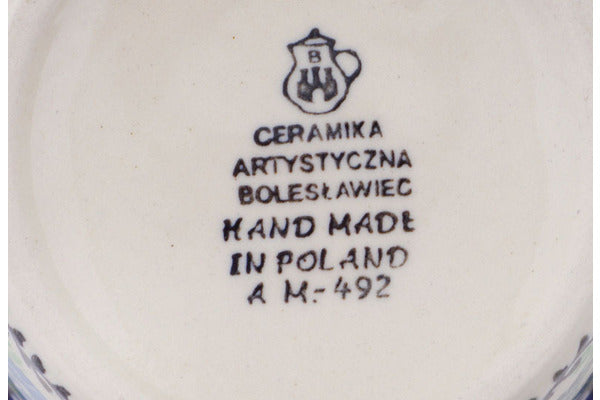 B
CERAMIKA
ARTYSTYCZNA
BOLESŁAWIEC
HAND MADE
IN POLAND
A M.-492